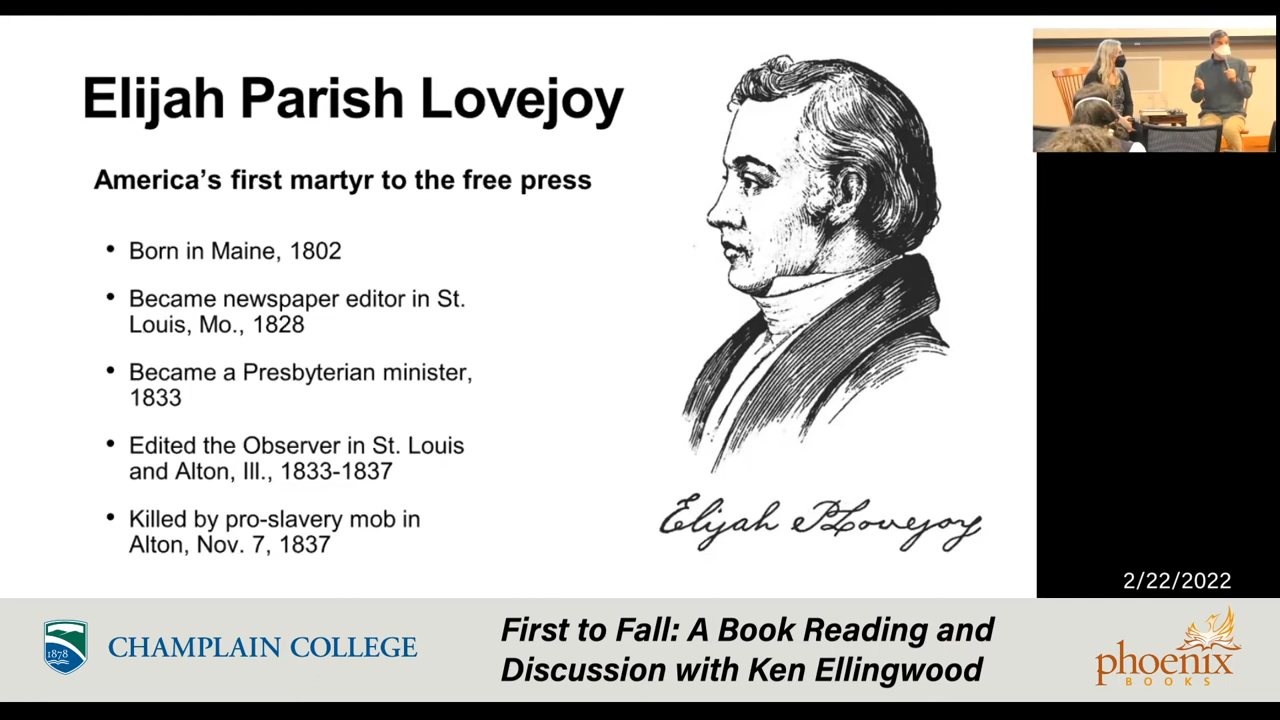 Elijah Parish Lovejoy
America's first martyr to the free press
• Born in Maine, 1802
• Became newspaper editor in St.
Louis, Mo., 1828
• Became a Presbyterian minister,
1833
• Edited the Observer in St. Louis
and Alton, Ill., 1833-1837
• Killed by pro-slavery mob in
Alton, Nov. 7, 1837
Elijah P Lovejoy
2/22/2022
1878
CHAMPLAIN COLLEGE
First to Fall: A Book Reading and
Discussion with Ken Ellingwood
phoenix
BOOKS